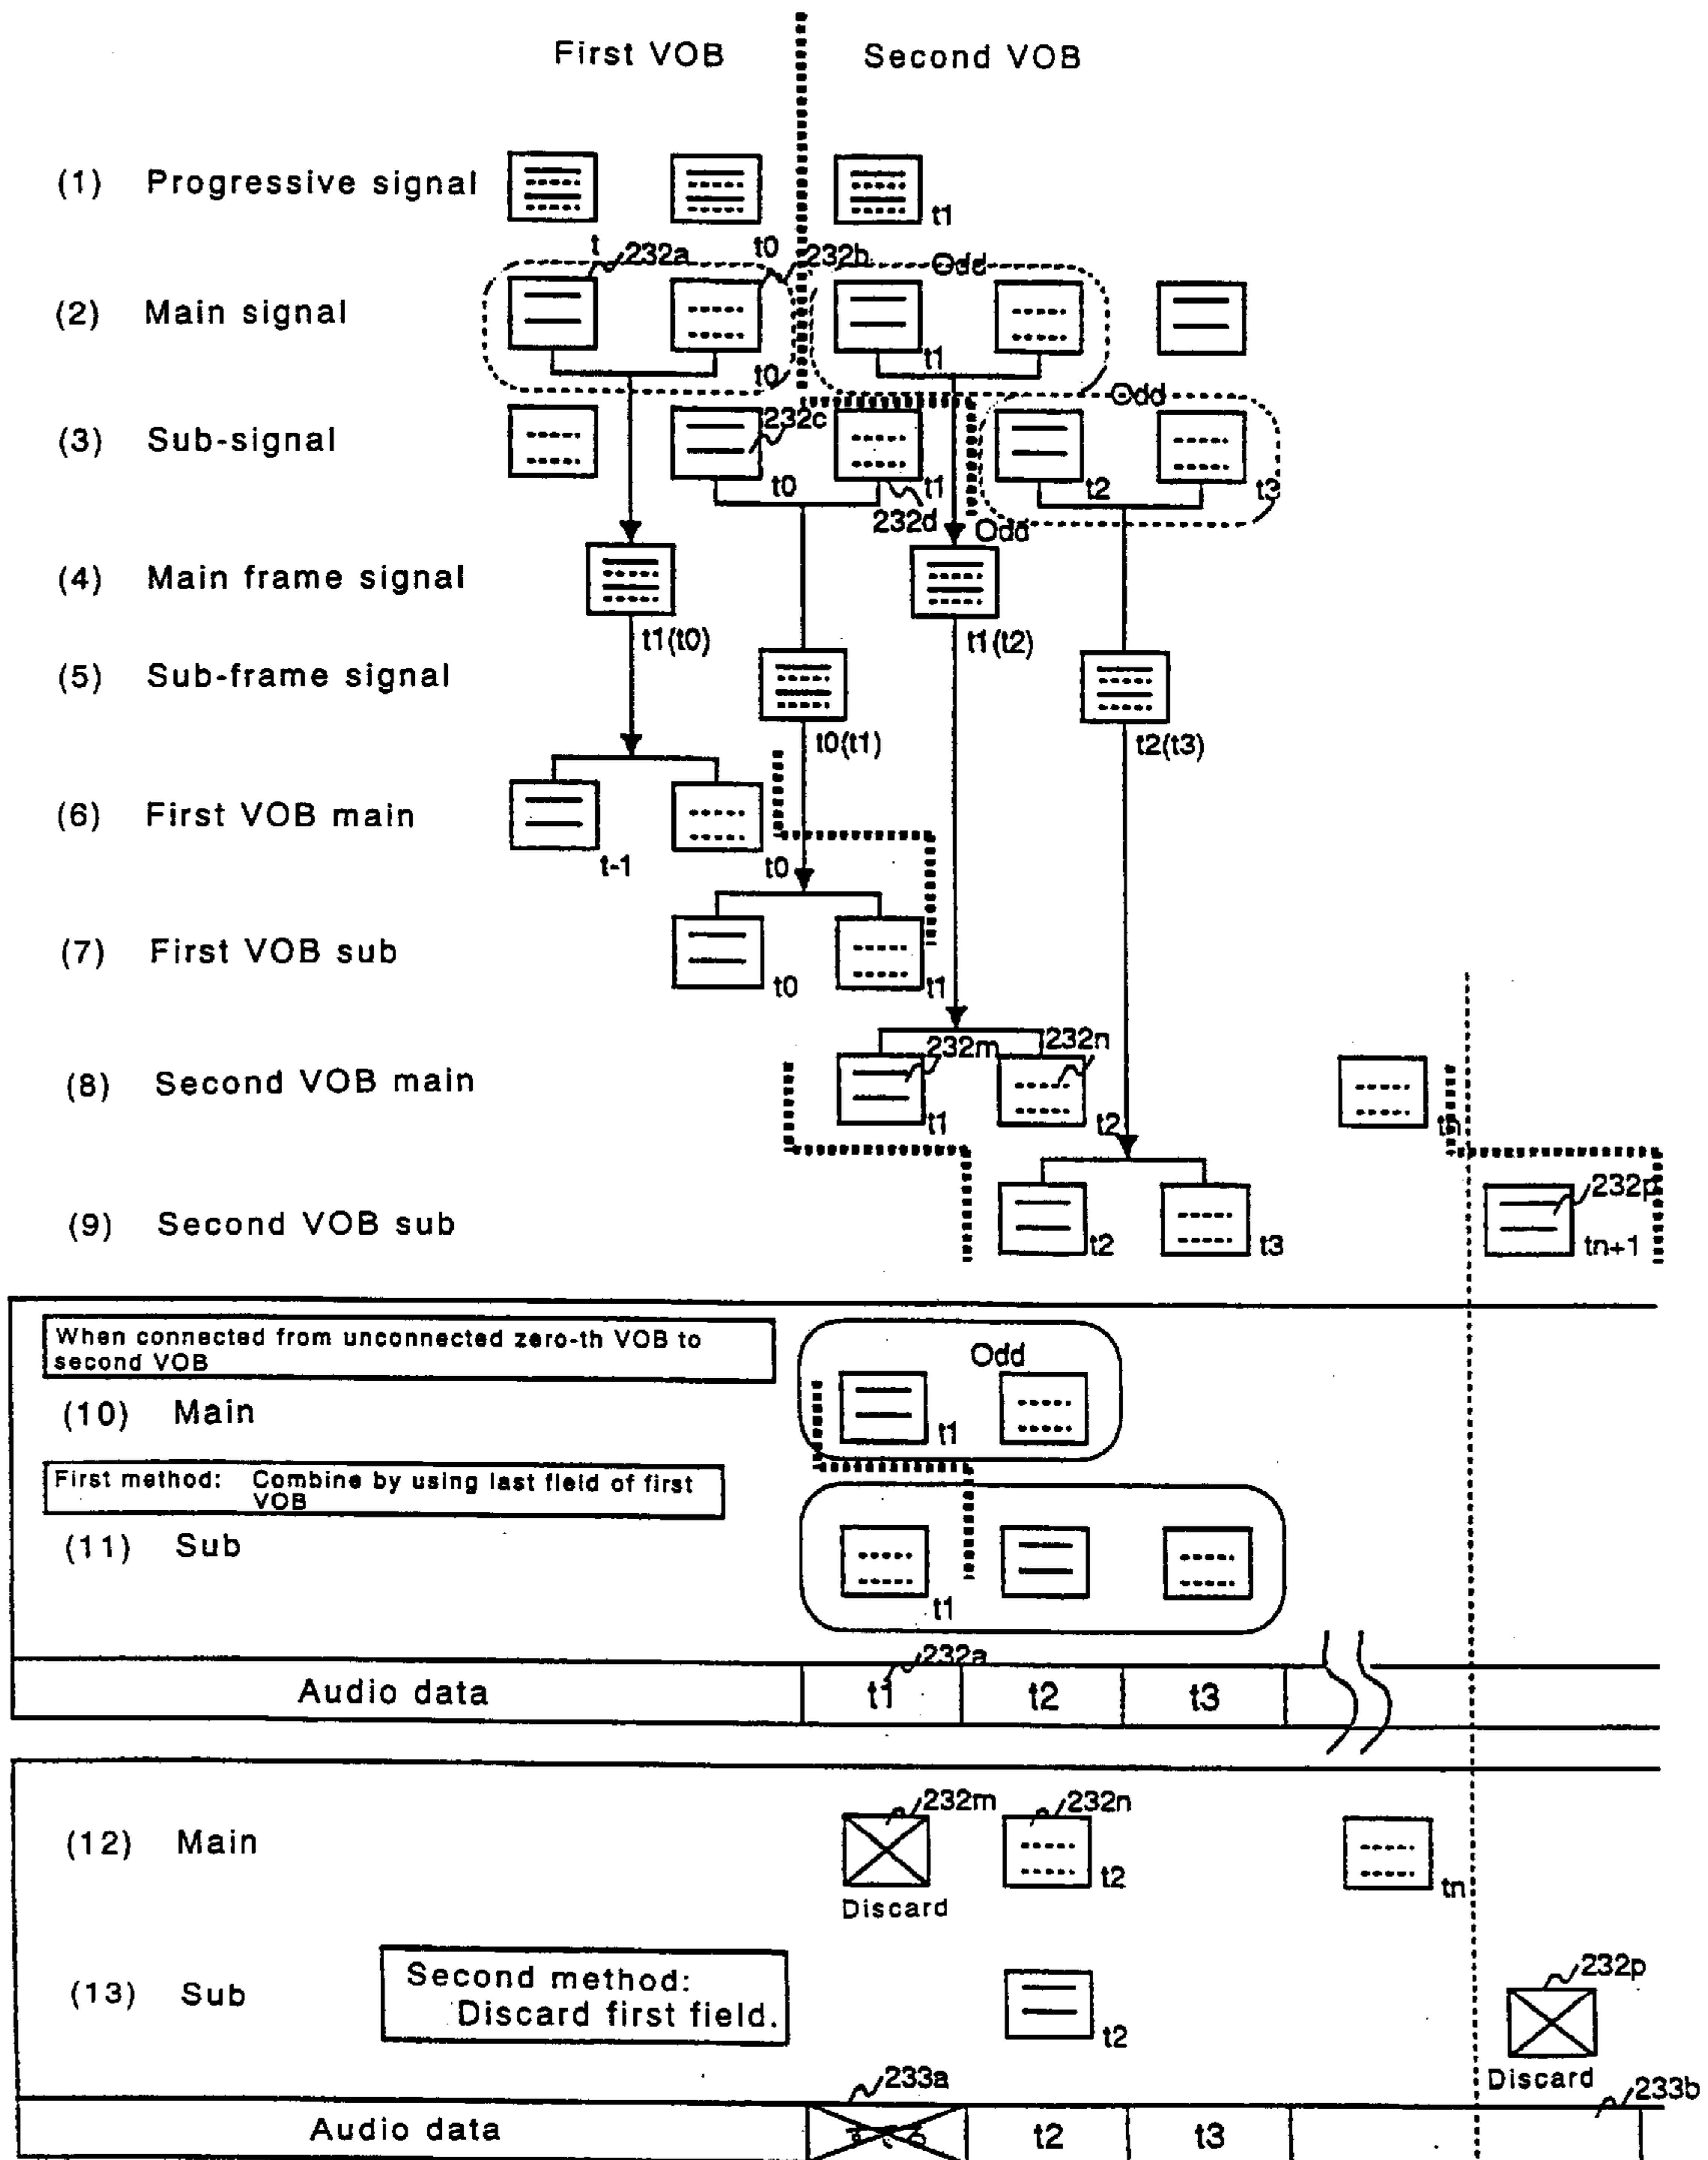 First VOB
Second VOB
(1) Progressive signal
t1
t
232a
t0
232b
Odd
(2) Main signal
t0
t1
Odd
(3) Sub-signal
232c
t0
t1
232d
t2
t3
Odd
(4) Main frame signal
t1(t0)
t1(t2)
(5) Sub-frame signal
t0(t1)
t2(t3)
(6) First VOB main
t-1
t0
(7) First VOB sub
t0
t1
232m
232n
(8) Second VOB main
t1
t2
tn
232p
(9) Second VOB sub
t2
t3
tn+1
When connected from unconnected zero-th VOB to
second VOB
Odd
(10) Main
t1
First method: Combine by using last field of first
VOB
(11) Sub
t1
232a
Audio data
t1
t2
t3
232m
232n
(12) Main
t2
tn
Discard
232p
(13) Sub
Second method:
Discard first field.
t2
Discard
233a
233b
Audio data
t2
t3